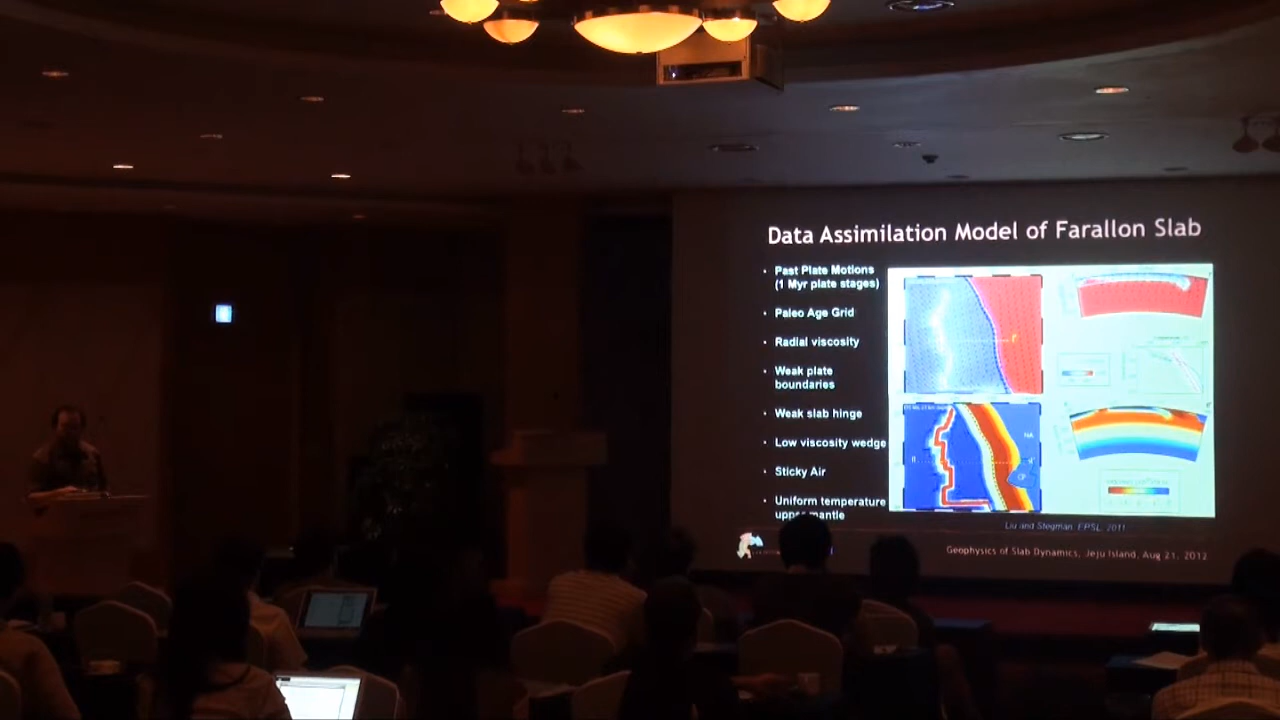 Data Assimilation Model of Farallon Slab
· Past Plate Motions
(1 Myr plate stages)
· Paleo Age Grid
· Radial viscosity
· Weak plate
boundaries
· Weak slab hinge
· Low viscosity wedge
· Sticky Air
· Uniform temperature
upper mantle
NA
Liu and Stegman, EPSL, 2011
Geophysics of Slab Dynamics, Jeju Island, Aug 21, 2012